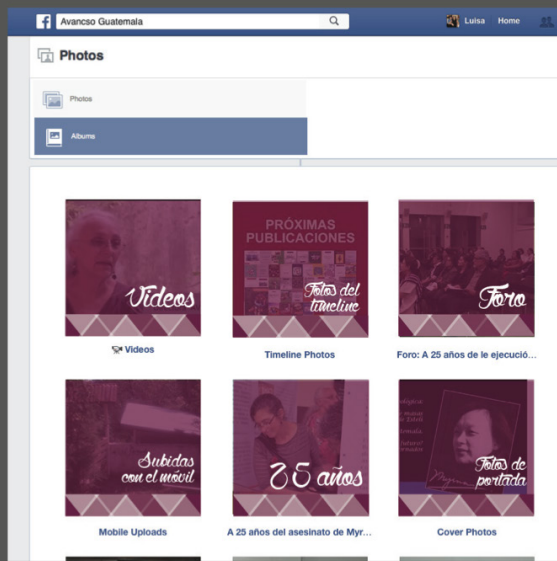 f
Avancso Guatemala
Luisa
Home
Photos
Photos
Albums
Videos
PRÓXIMAS
PUBLICACIONES
Fotos del
timeline
Foro
Videos
Timeline Photos
Foro: A 25 años de le ejecució...
Subidas
con el móvil
25 años
Fotos de
portada
Mobile Uploads
A 25 años del asesinato de Myr...
Cover Photos